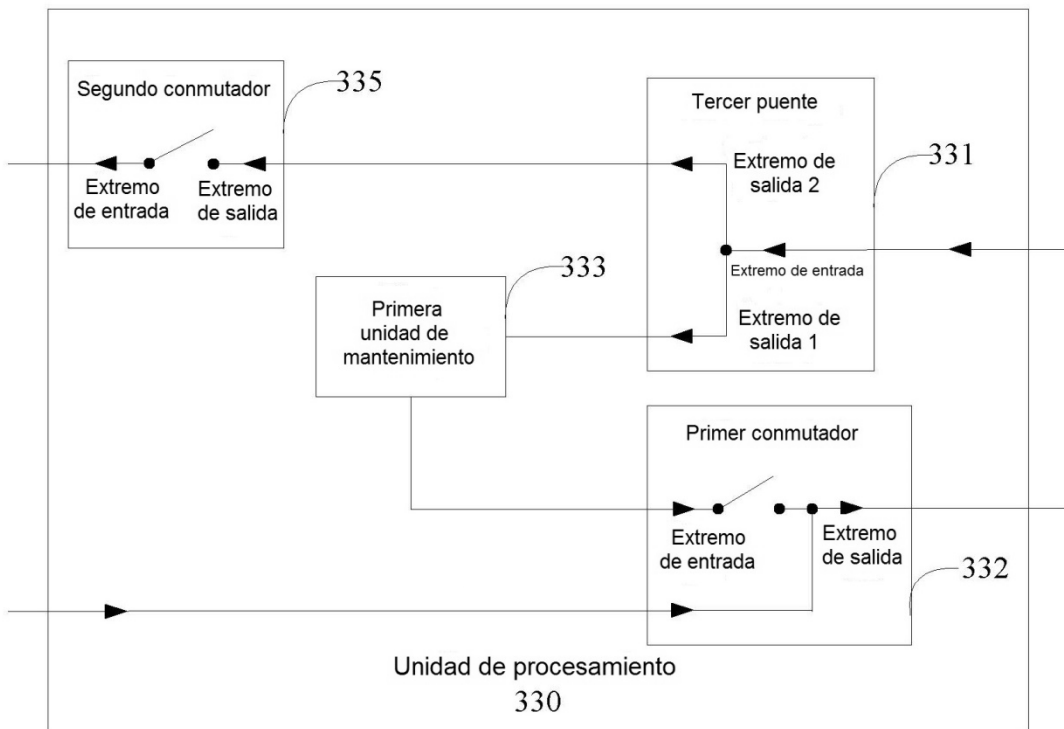 Segundo conmutador
335
Extremo
de entrada
Extremo
de salida
Tercer puente
Extremo de
salida 2
331
Extremo de entrada
Extremo de
salida 1
333
Primera
unidad de
mantenimiento
Primer conmutador
Extremo
de entrada
Extremo
de salida
332
Unidad de procesamiento
330